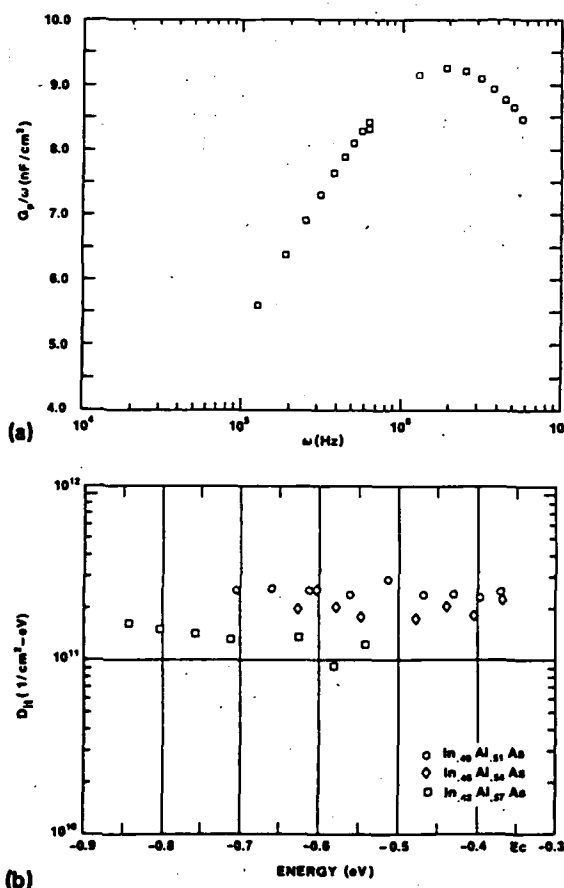 10.0
9.0
8.0
7.0
6.0
5.0
4.0
Gₚ/ω (nF/cm²)
10⁴ 10⁵ 10⁶ 10
ω (Hz)
(a)
10¹²
10¹¹
10¹⁰
Dit (1/cm²-eV)
In.49 Al.51 As
In.46 Al.54 As
In.43 Al.57 As
-0.9 -0.8 -0.7 -0.6 -0.5 -0.4 Ec -0.3
ENERGY (eV)
(b)